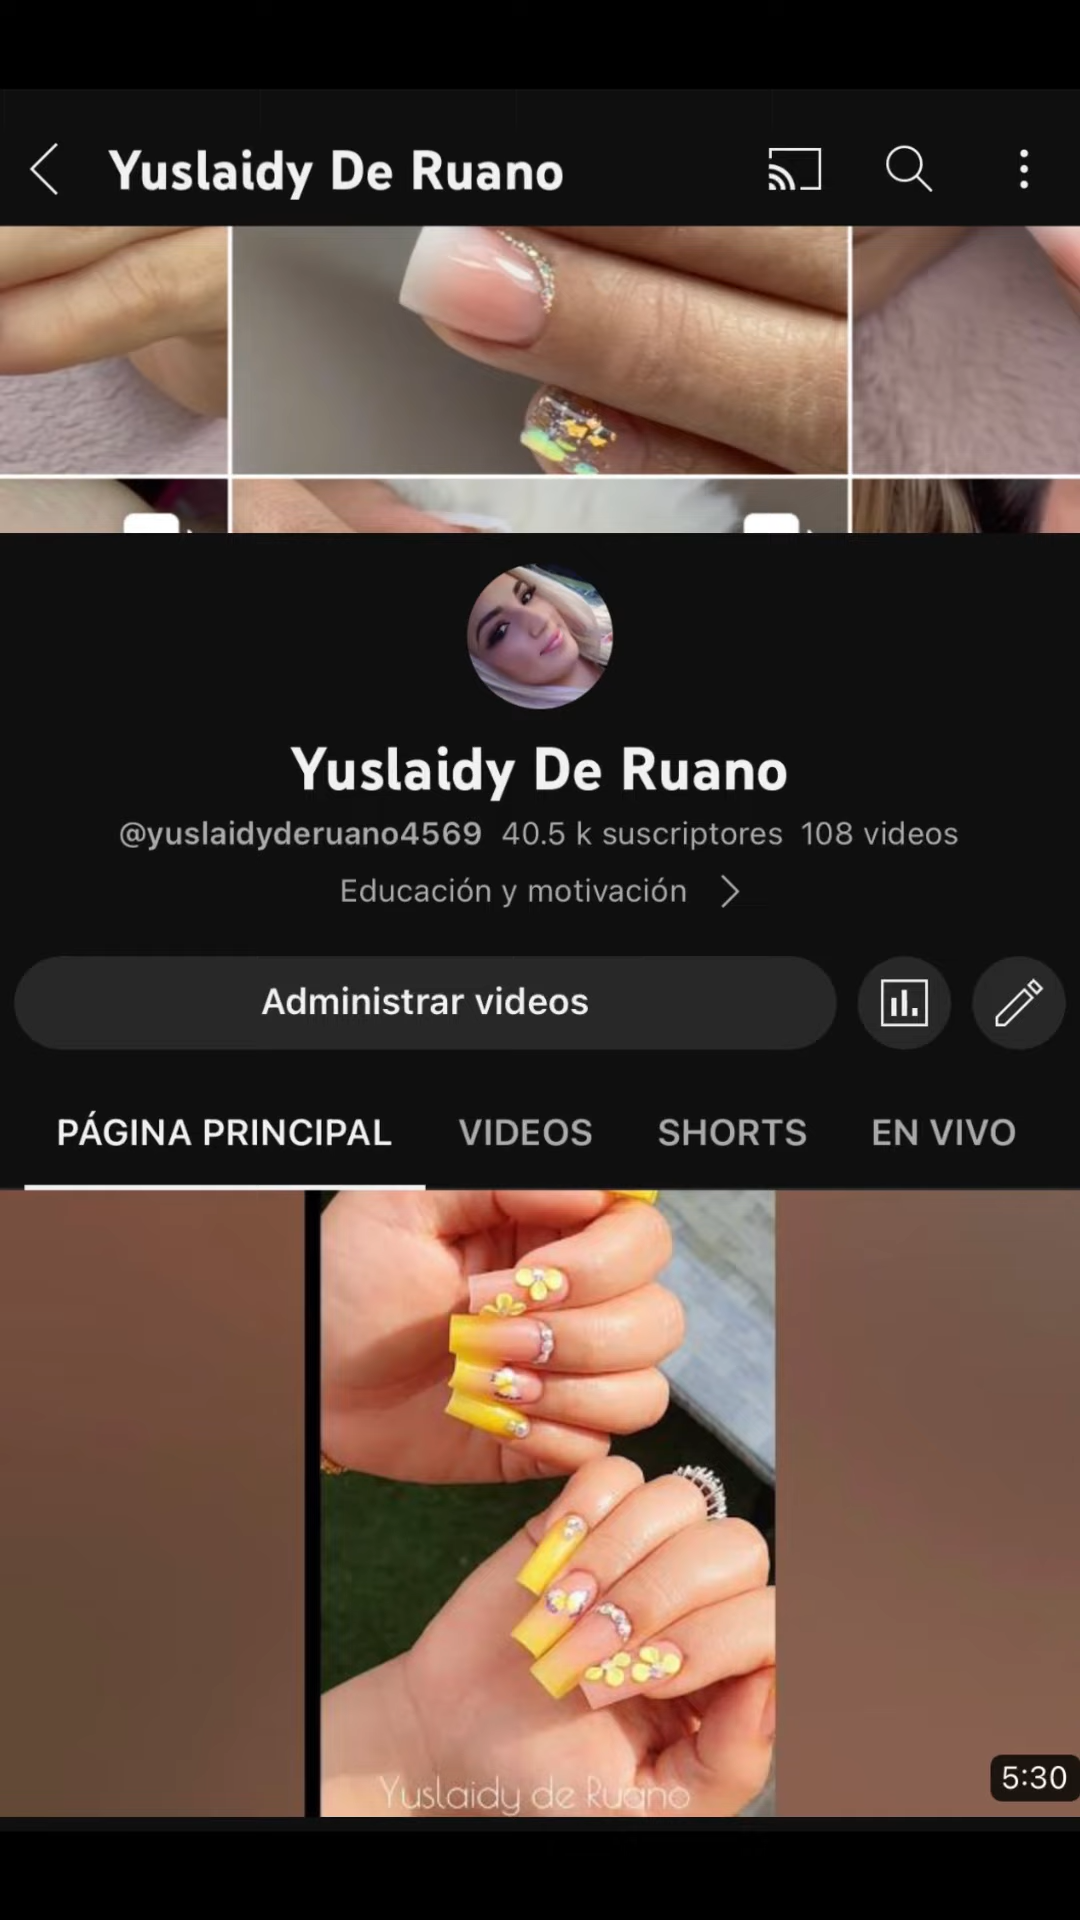 Yuslaidy De Ruano
Yuslaidy De Ruano
@yuslaidyderuano4569 40.5 k suscriptores 108 videos
Educación y motivación
Administrar videos
PÁGINA PRINCIPAL VIDEOS SHORTS EN VIVO
Yuslaidy de Ruano
5:30